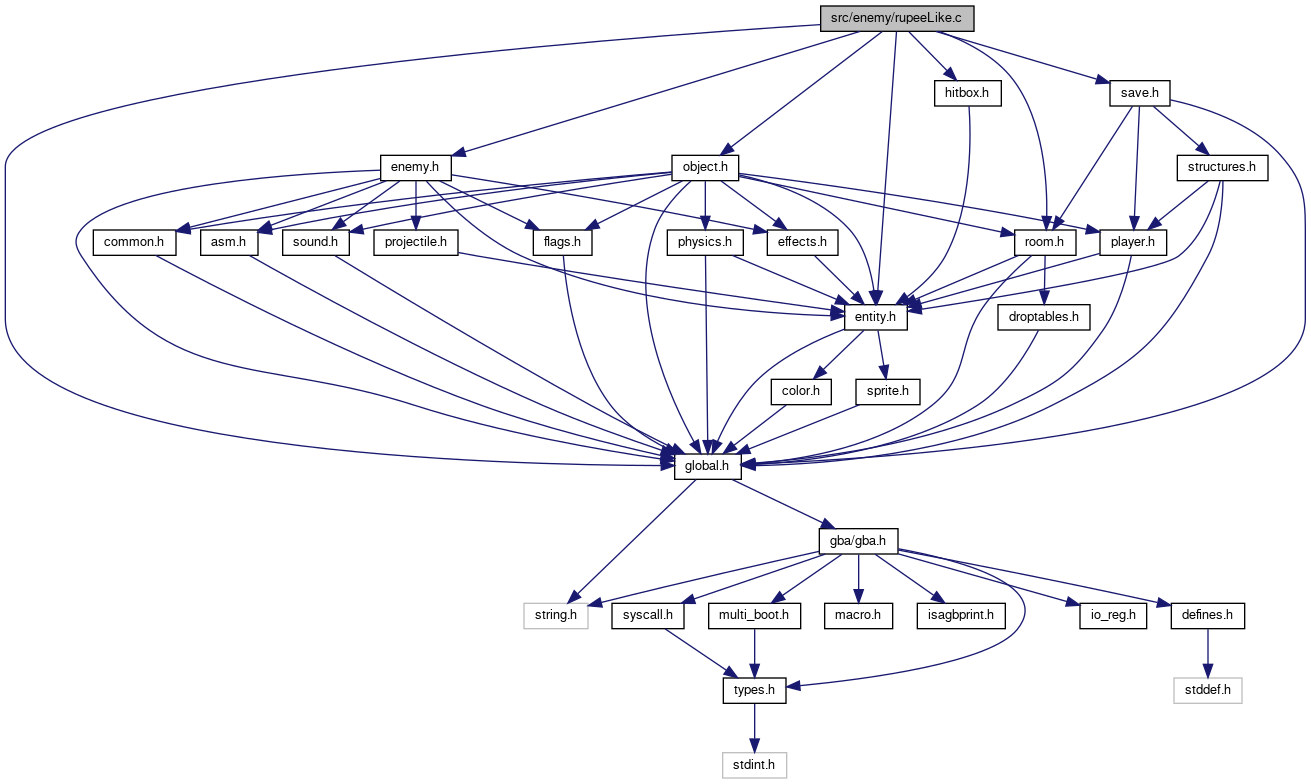 src/enemy/rupeeLike.c
hitbox.h
save.h
enemy.h
object.h
structures.h
common.h
asm.h
sound.h
projectile.h
flags.h
physics.h
effects.h
room.h
player.h
entity.h
droptables.h
color.h
sprite.h
global.h
gba/gba.h
string.h
syscall.h
multi_boot.h
macro.h
isagbprint.h
io_reg.h
defines.h
types.h
stddef.h
stdint.h